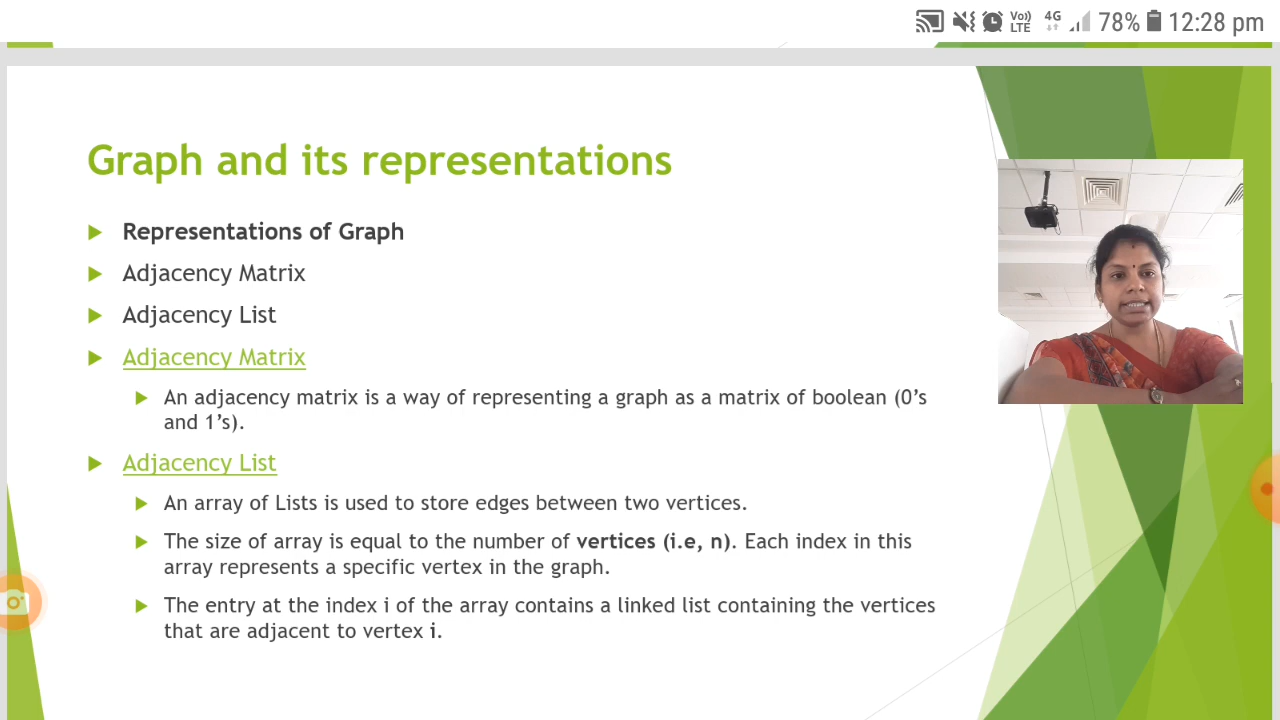 Vo))
LTE
4G
78%
12:28 pm
Graph and its representations
Representations of Graph
Adjacency Matrix
Adjacency List
Adjacency Matrix
An adjacency matrix is a way of representing a graph as a matrix of boolean (0’s
and 1’s).
Adjacency List
An array of Lists is used to store edges between two vertices.
The size of array is equal to the number of vertices (i.e, n). Each index in this
array represents a specific vertex in the graph.
The entry at the index i of the array contains a linked list containing the vertices
that are adjacent to vertex i.